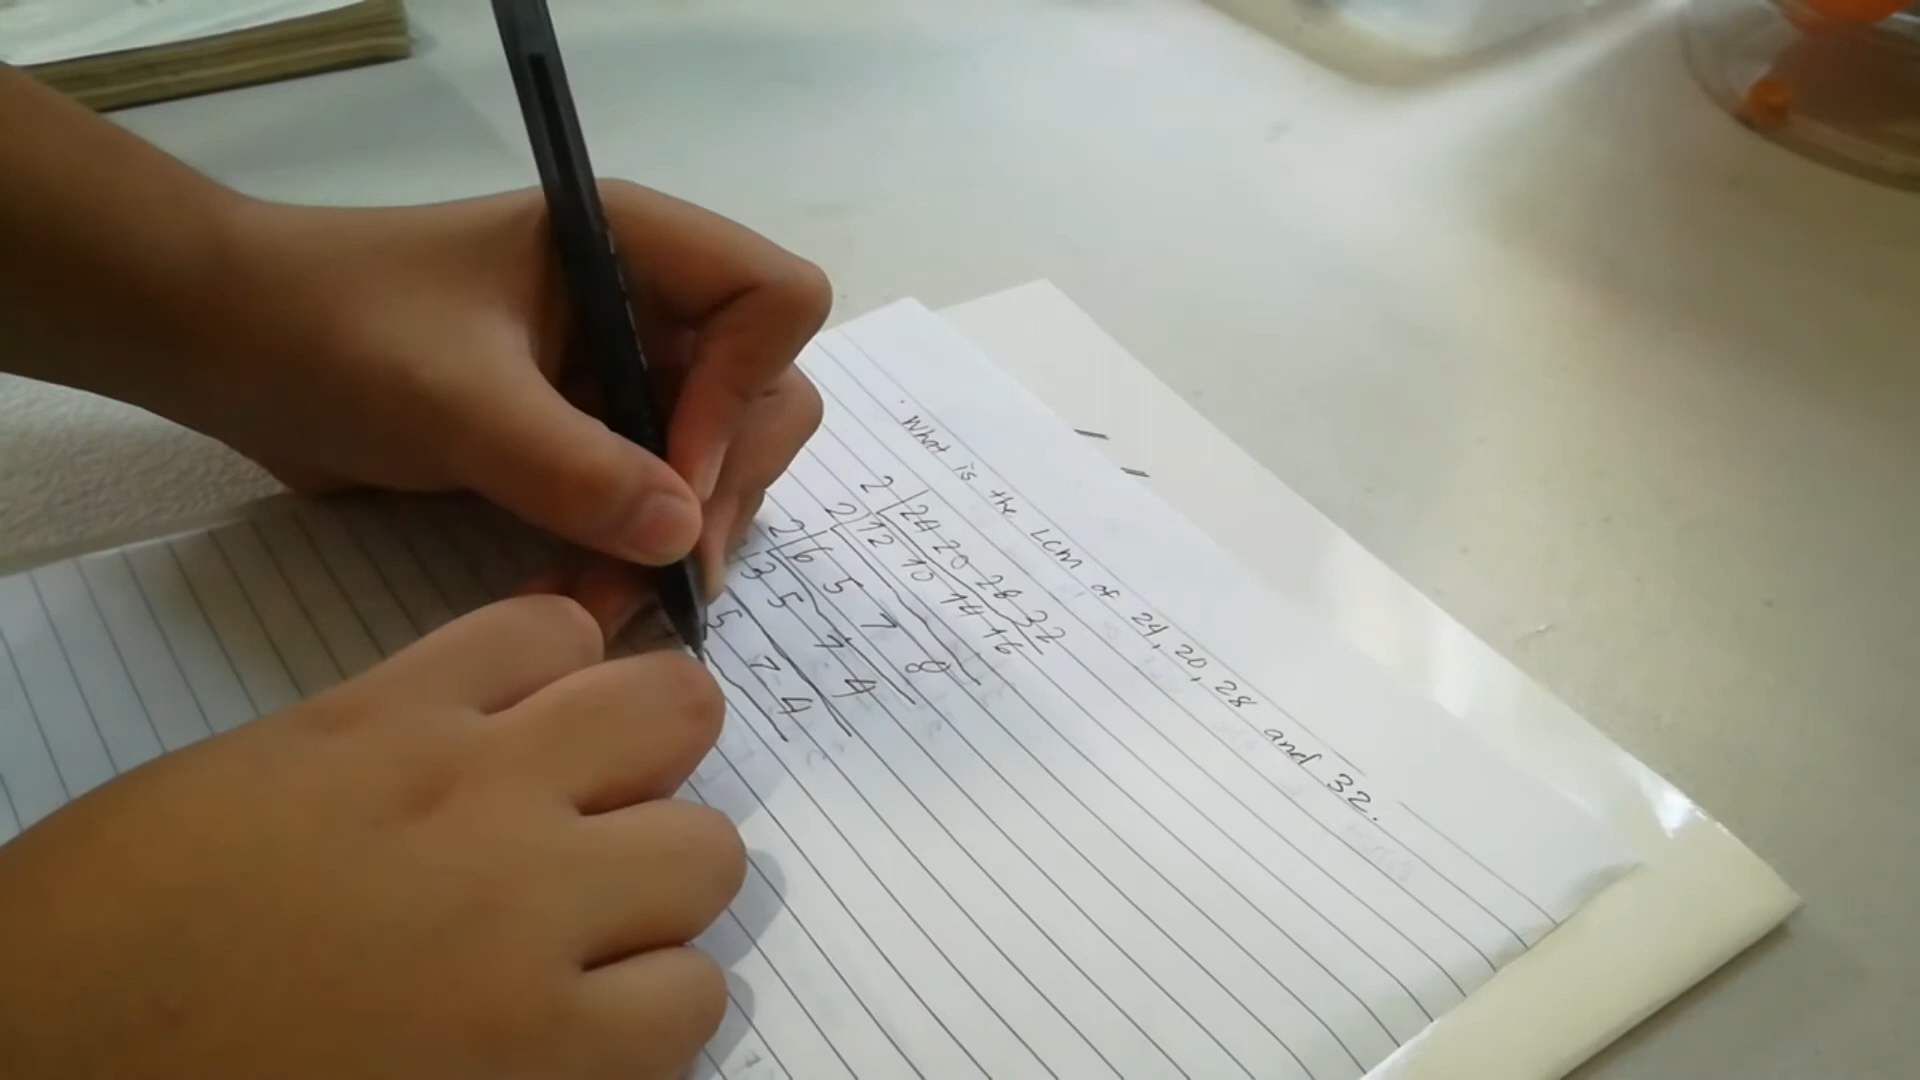 What is the LCM of 24, 20, 28 and 32.
2 24 20 28 32
2 12 10 14 16
2 6 5 7 8
3 5 7 4
5 7 4